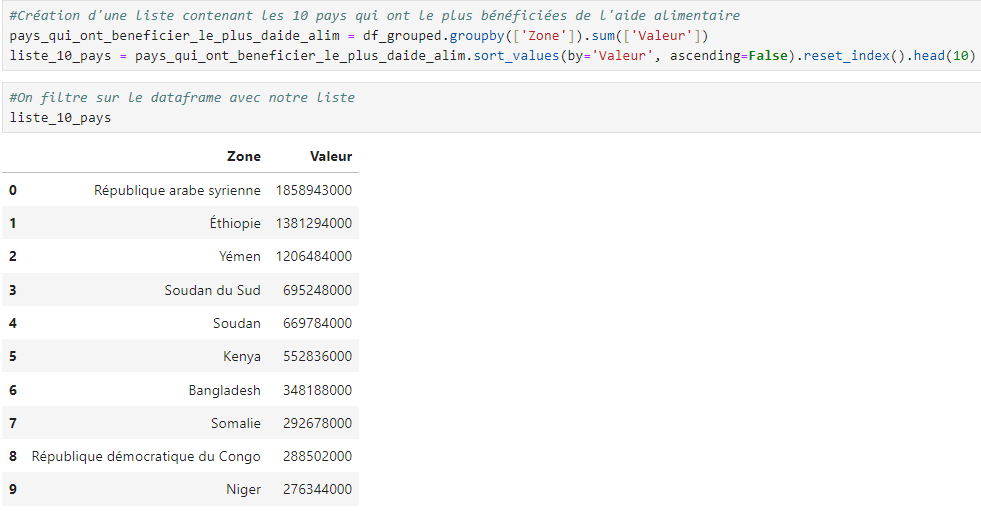 #Création d'une liste contenant les 10 pays qui ont le plus bénéficiées de l'aide alimentaire
pays_qui_ont_beneficier_le_plus_daide_alim = df_grouped.groupby(['Zone']).sum(['Valeur'])
liste_10_pays = pays_qui_ont_beneficier_le_plus_daide_alim.sort_values(by='Valeur', ascending=False).reset_index().head(10)
#On filtre sur le dataframe avec notre liste
liste_10_pays
Zone Valeur
0 République arabe syrienne 1858943000
1 Éthiopie 1381294000
2 Yémen 1206484000
3 Soudan du Sud 695248000
4 Soudan 669784000
5 Kenya 552836000
6 Bangladesh 348188000
7 Somalie 292678000
8 République démocratique du Congo 288502000
9 Niger 276344000